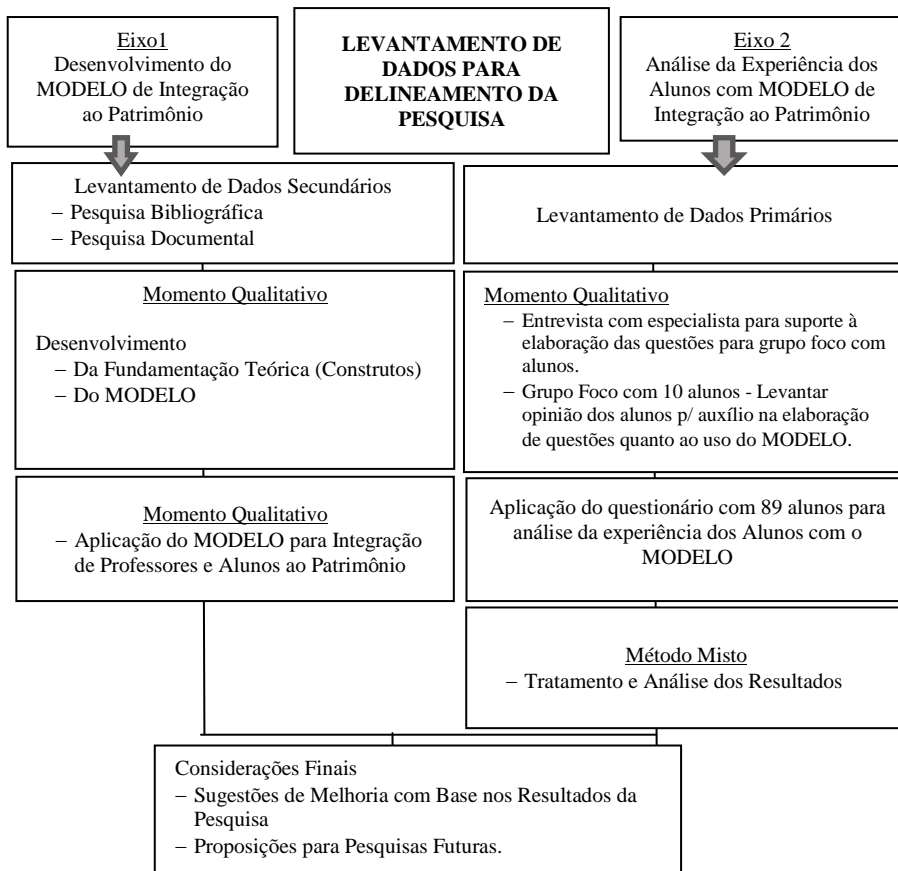 Eixo1
Desenvolvimento do
MODELO de Integração
ao Patrimônio
LEVANTAMENTO DE
DADOS PARA
DELINEAMENTO DA
PESQUISA
Eixo 2
Análise da Experiência dos
Alunos com MODELO de
Integração ao Patrimônio
Levantamento de Dados Secundários
− Pesquisa Bibliográfica
− Pesquisa Documental
Levantamento de Dados Primários
Momento Qualitativo
Desenvolvimento
− Da Fundamentação Teórica (Construtos)
− Do MODELO
Momento Qualitativo
− Entrevista com especialista para suporte à
elaboração das questões para grupo foco com
alunos.
− Grupo Foco com 10 alunos - Levantar
opinião dos alunos p/ auxílio na elaboração
de questões quanto ao uso do MODELO.
Momento Qualitativo
− Aplicação do MODELO para Integração
de Professores e Alunos ao Patrimônio
Aplicação do questionário com 89 alunos para
análise da experiência dos Alunos com o
MODELO
Método Misto
− Tratamento e Análise dos Resultados
Considerações Finais
− Sugestões de Melhoria com Base nos Resultados da
Pesquisa
− Proposições para Pesquisas Futuras.